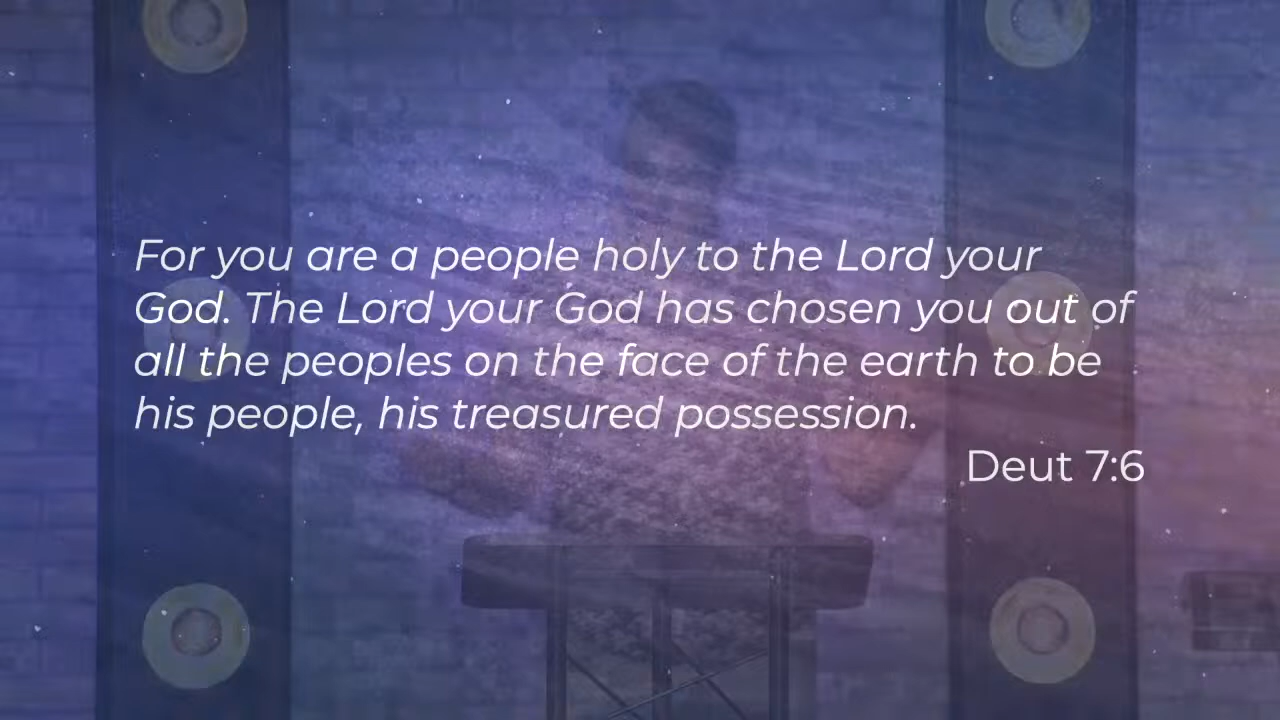 For you are a people holy to the Lord your
God. The Lord your God has chosen you out of
all the peoples on the face of the earth to be
his people, his treasured possession.
Deut 7:6